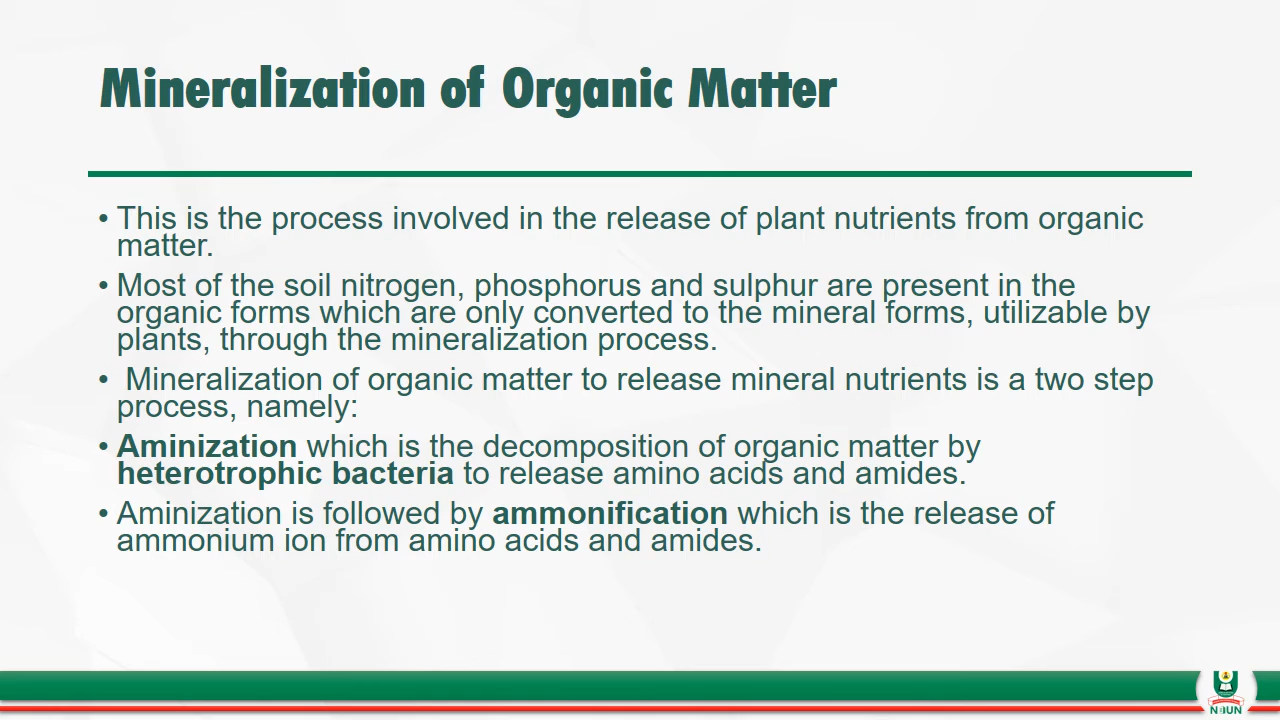 Mineralization of Organic Matter
• This is the process involved in the release of plant nutrients from organic
matter.
• Most of the soil nitrogen, phosphorus and sulphur are present in the
organic forms which are only converted to the mineral forms, utilizable by
plants, through the mineralization process.
• Mineralization of organic matter to release mineral nutrients is a two step
process, namely:
• Aminization which is the decomposition of organic matter by
heterotrophic bacteria to release amino acids and amides.
• Aminization is followed by ammonification which is the release of
ammonium ion from amino acids and amides.
NOUN